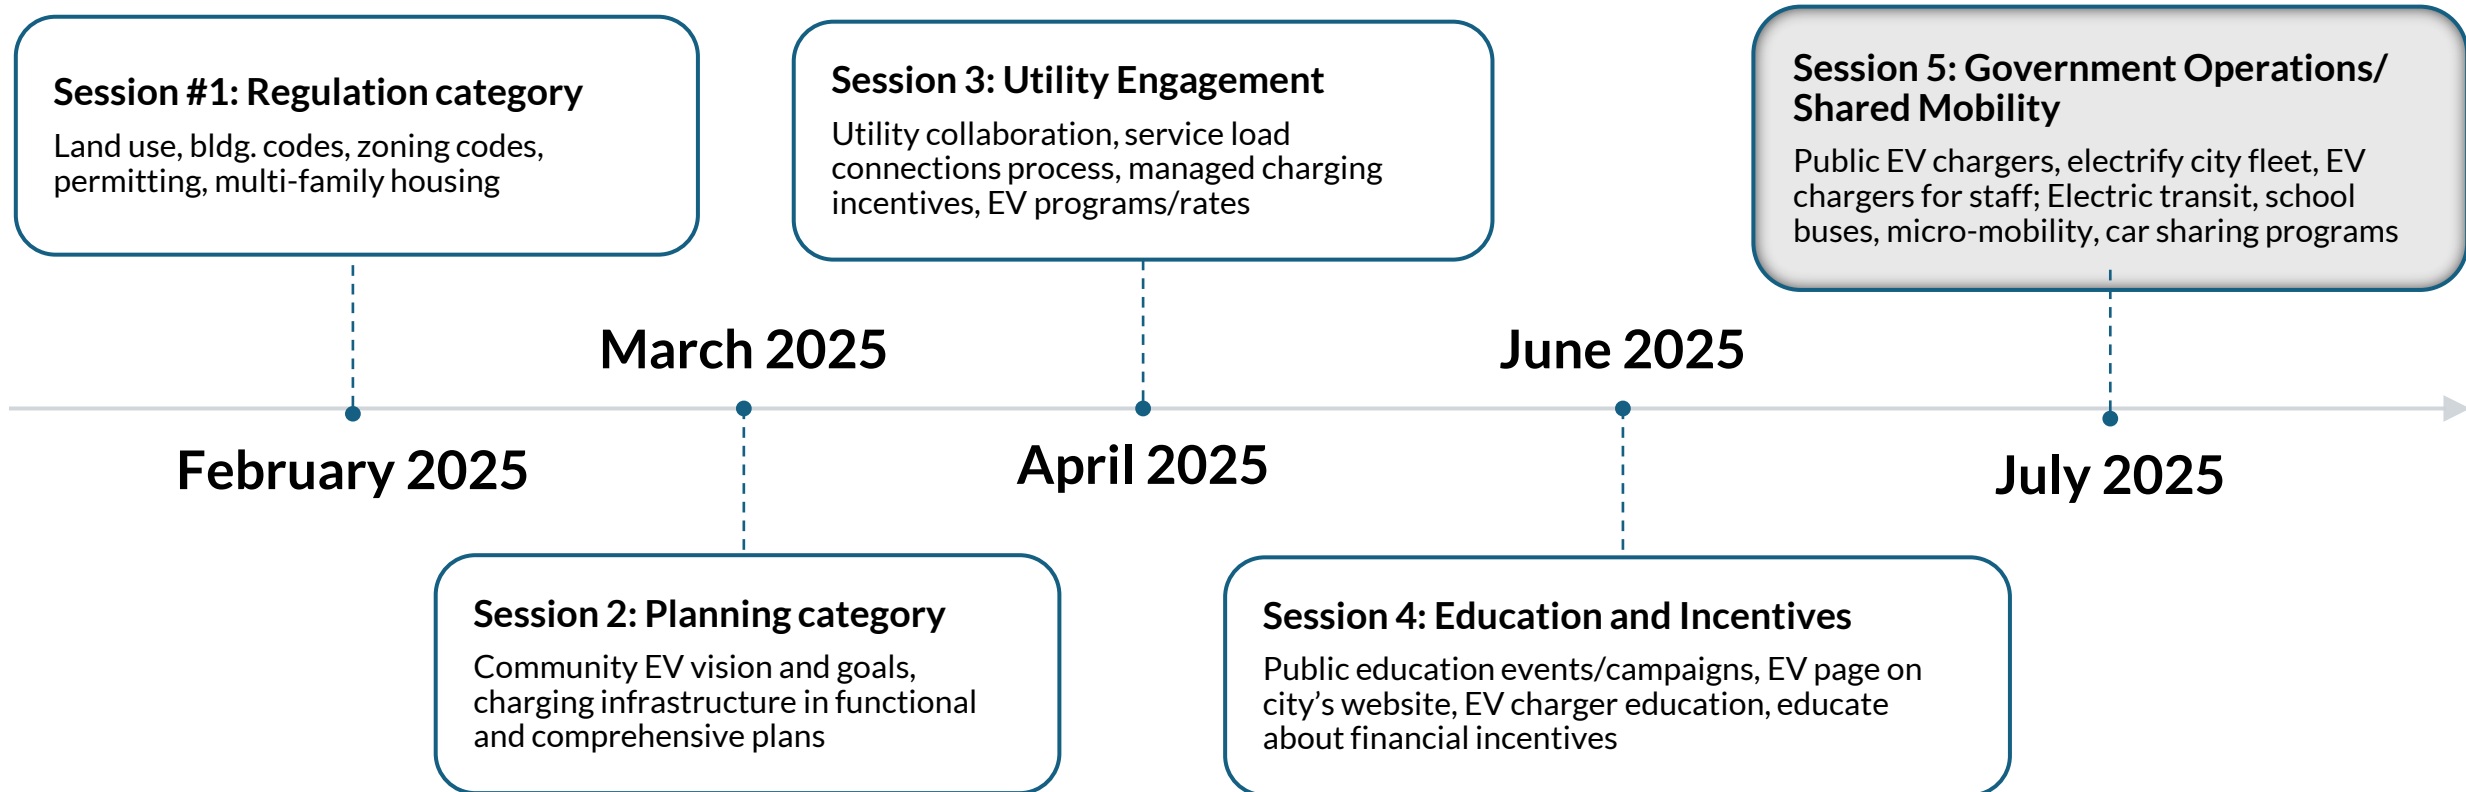 Session #1: Regulation category
Land use, bldg. codes, zoning codes,
permitting, multi-family housing
Session 3: Utility Engagement
Utility collaboration, service load
connections process, managed charging
incentives, EV programs/rates
Session 5: Government Operations/
Shared Mobility
Public EV chargers, electrify city fleet, EV
chargers for staff; Electric transit, school
buses, micro-mobility, car sharing programs
March 2025
June 2025
February 2025
April 2025
July 2025
Session 2: Planning category
Community EV vision and goals,
charging infrastructure in functional
and comprehensive plans
Session 4: Education and Incentives
Public education events/campaigns, EV page on
city’s website, EV charger education, educate
about financial incentives